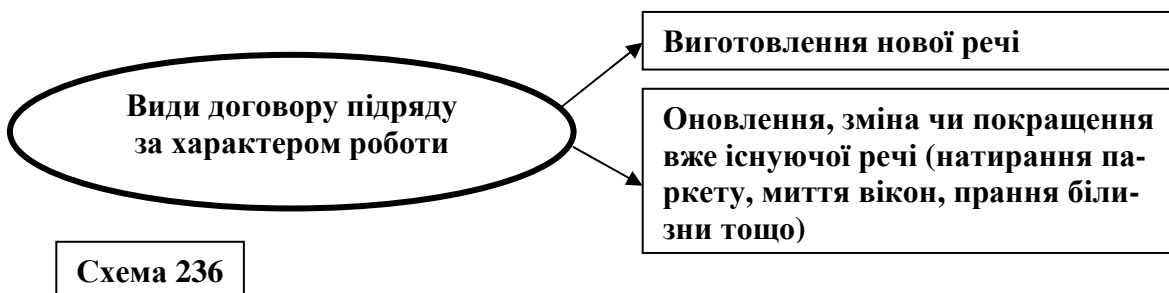 Види договору підряду
за характером роботи
Виготовлення нової речі
Оновлення, зміна чи покращення
вже існуючої речі (натирання па-
ркету, миття вікон, прання біли-
зни тощо)
Схема 236